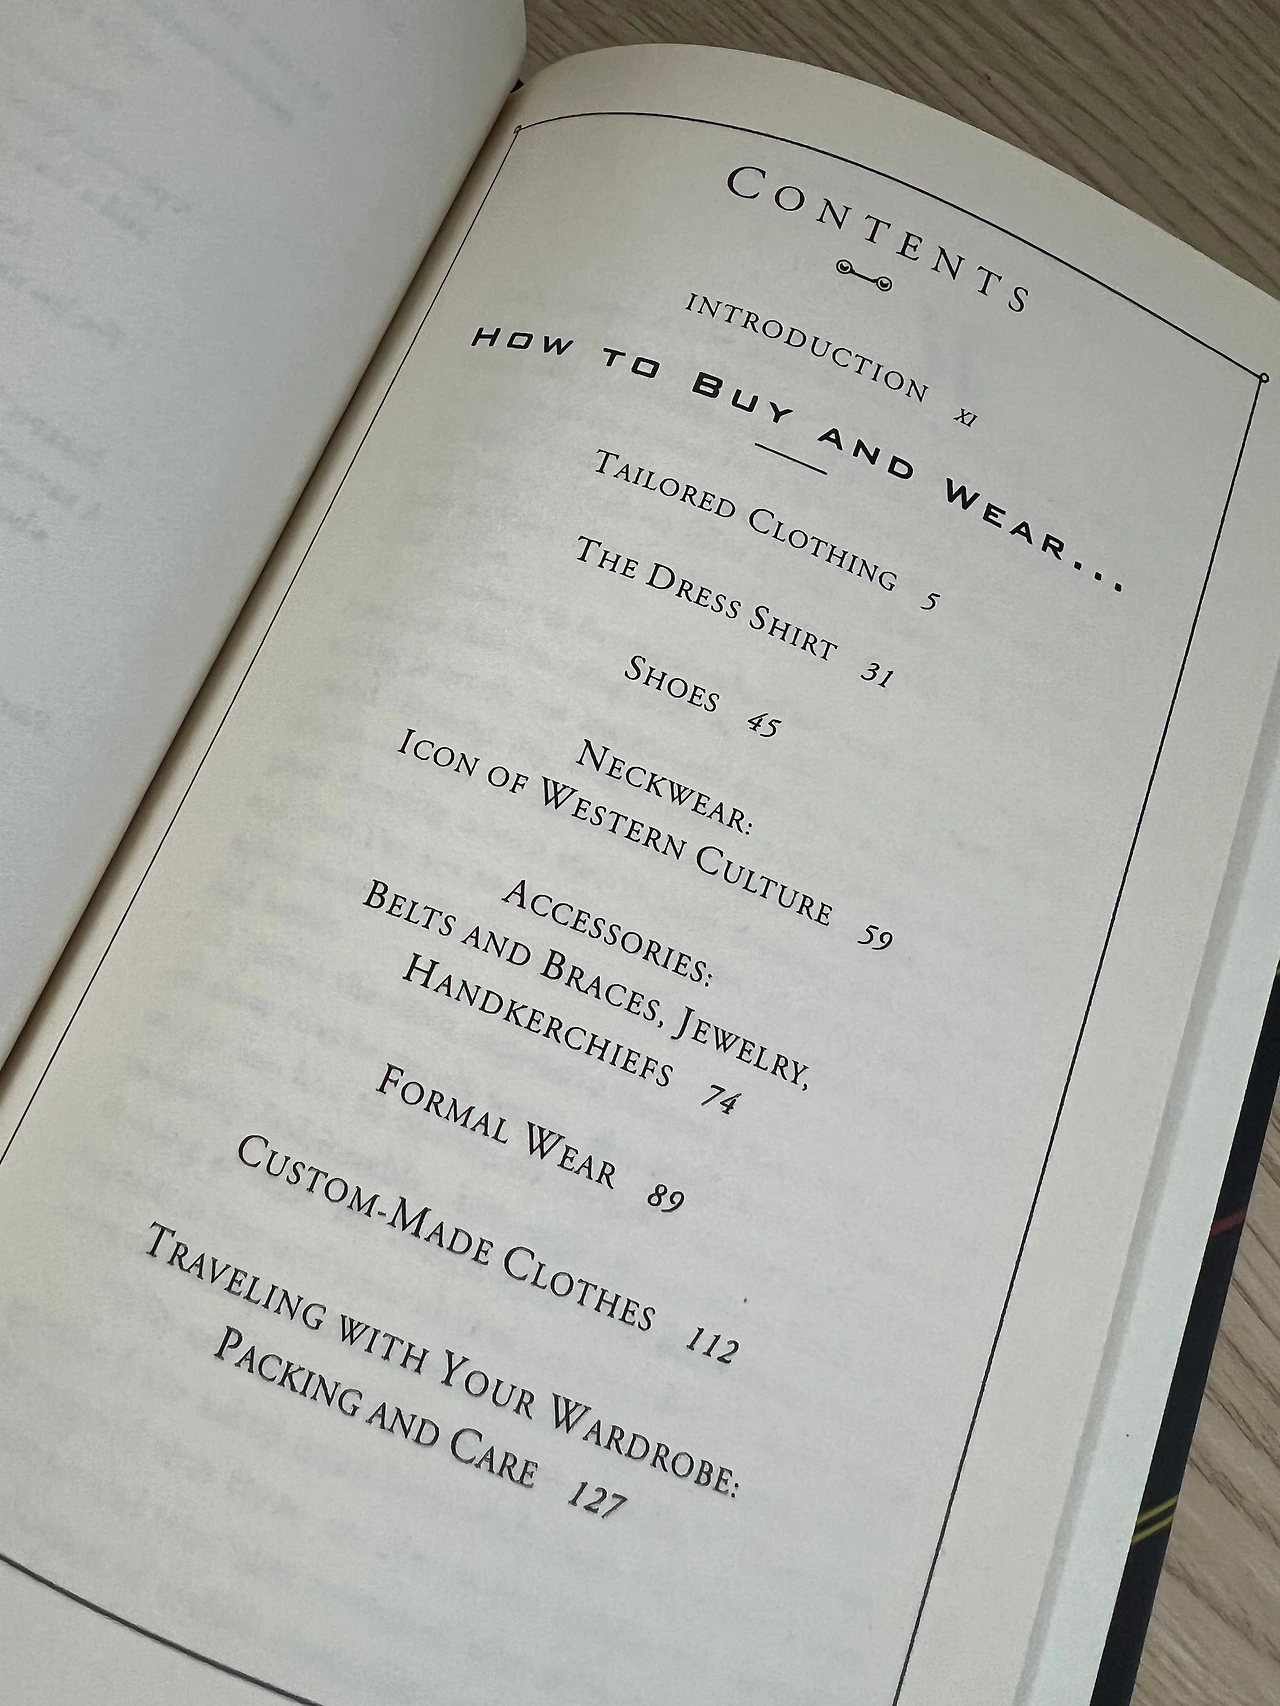 CONTENTS
INTRODUCTION XI
HOW TO BUY AND WEAR...
TAILORED CLOTHING 5
THE DRESS SHIRT 31
SHOES 45
NECKWEAR:
ICON OF WESTERN CULTURE 59
ACCESSORIES:
BELTS AND BRACES, JEWELRY,
HANDKERCHIEFS 74
FORMAL WEAR 89
CUSTOM-MADE CLOTHES 112
TRAVELING WITH YOUR WARDROBE:
PACKING AND CARE 127